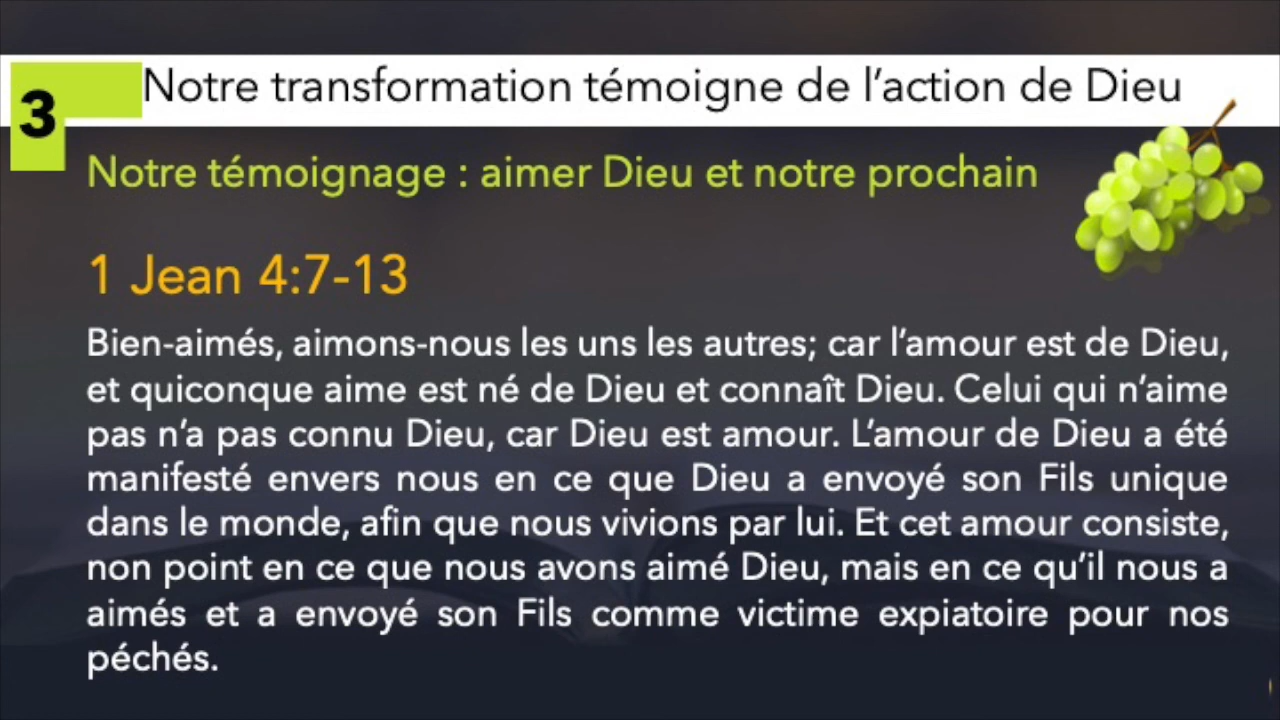 3
Notre transformation témoigne de l’action de Dieu
Notre témoignage : aimer Dieu et notre prochain
1 Jean 4:7-13
Bien-aimés, aimons-nous les uns les autres; car l’amour est de Dieu,
et quiconque aime est né de Dieu et connaît Dieu. Celui qui n’aime
pas n’a pas connu Dieu, car Dieu est amour. L’amour de Dieu a été
manifesté envers nous en ce que Dieu a envoyé son Fils unique
dans le monde, afin que nous vivions par lui. Et cet amour consiste,
non point en ce que nous avons aimé Dieu, mais en ce qu’il nous a
aimés et a envoyé son Fils comme victime expiatoire pour nos
péchés.